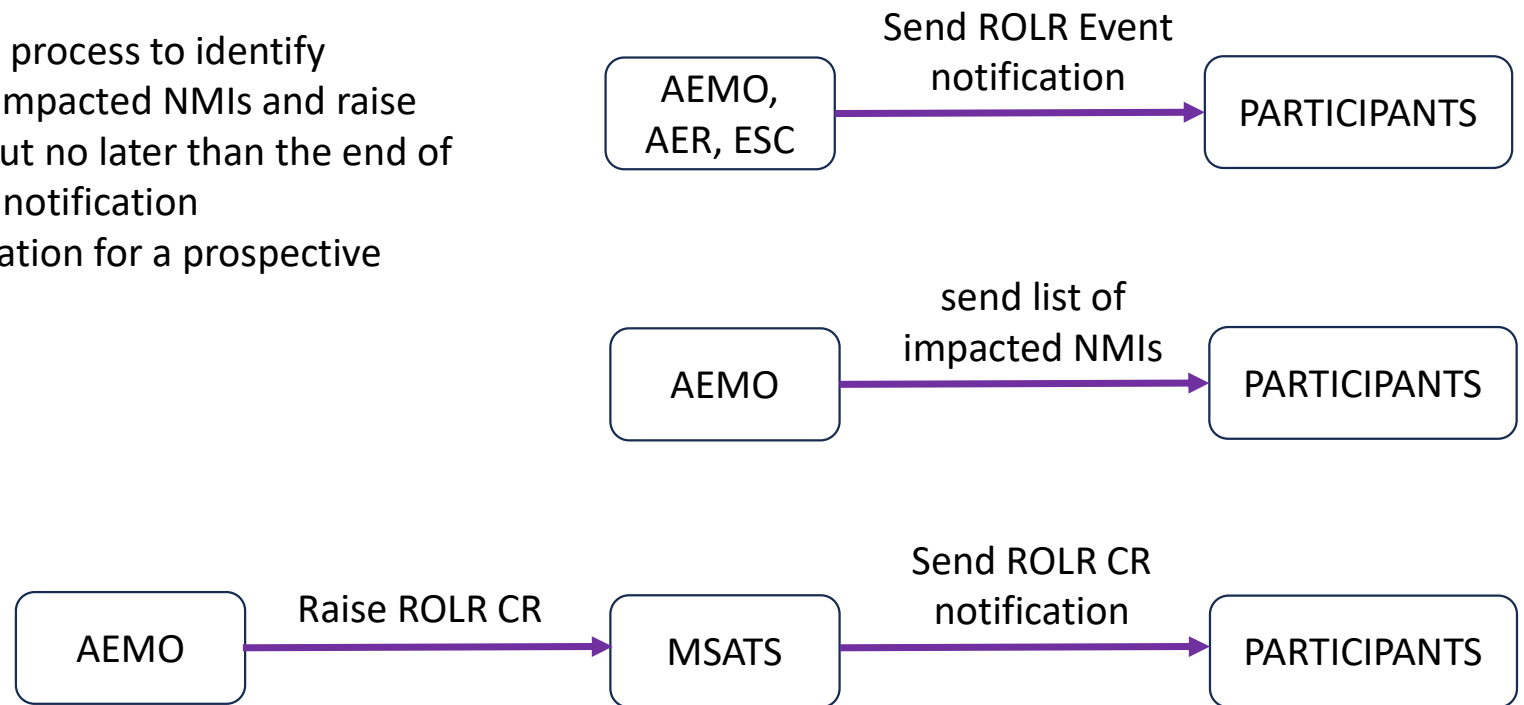 process to identify
mpacted NMIs and raise
ut no later than the end of
notification
ation for a prospective
Send ROLR Event
notification
AEMO,
AER, ESC
PARTICIPANTS
send list of
impacted NMIs
AEMO
PARTICIPANTS
AEMO
Raise ROLR CR
MSATS
Send ROLR CR
notification
PARTICIPANTS